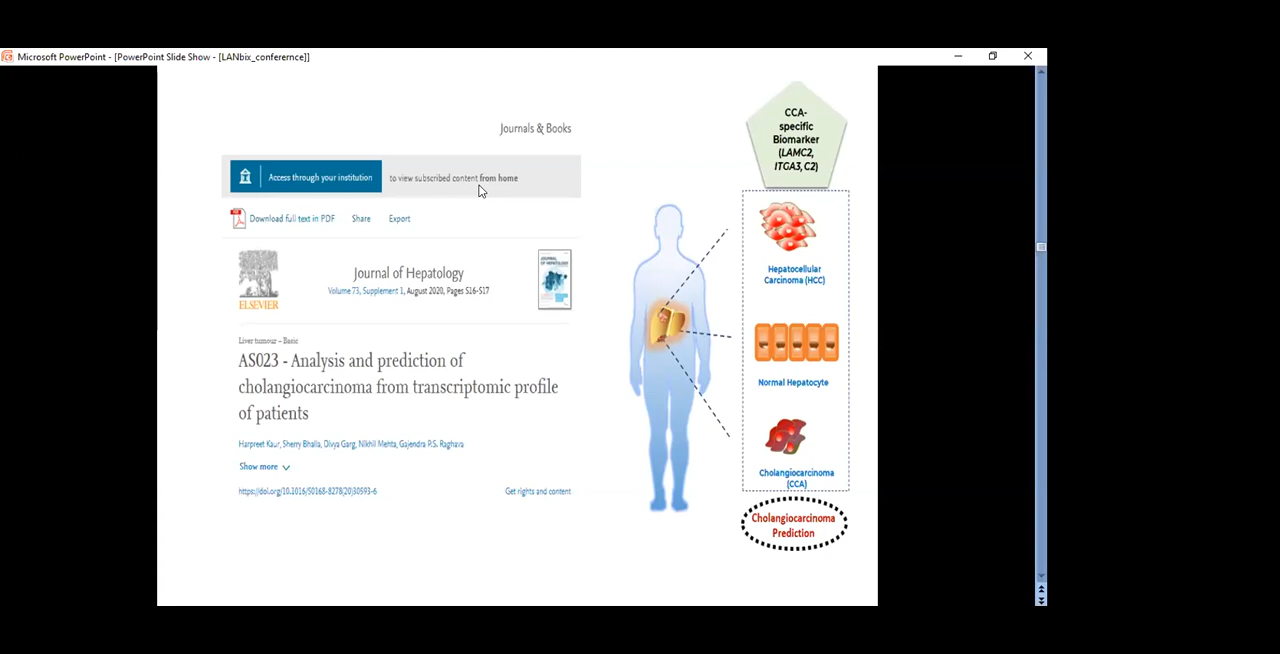 Microsoft PowerPoint - [PowerPoint Slide Show - [LANbix_conferernce]]
Journals & Books
Access through your institution
to view subscribed content from home
Download full text in PDF
Share
Export
ELSEVIER
Journal of Hepatology
Volume 73, Supplement 1, August 2020, Pages S16-S17
Liver tumour – Basic
AS023 - Analysis and prediction of
cholangiocarcinoma from transcriptomic profile
of patients
Harpreet Kaur, Sherry Bhalla, Divya Garg, Nikhil Mehta, Gajendra P.S. Raghava
Show more
https://doi.org/10.1016/S0168-8278(20)30593-6
Get rights and content
CCA-
specific
Biomarker
(LAMC2,
ITGA3, C2)
Hepatocellular
Carcinoma (HCC)
Normal Hepatocyte
Cholangiocarcinoma
(CCA)
Cholangiocarcinoma
Prediction